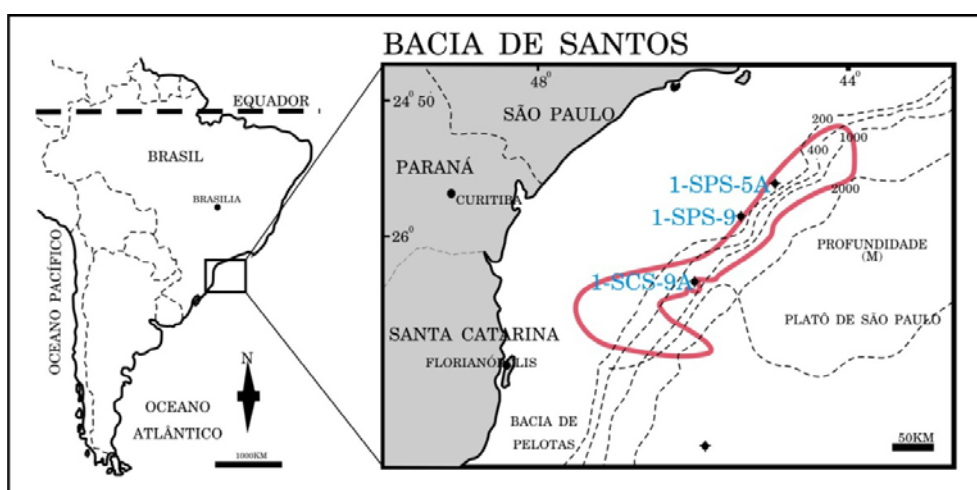 BACIA DE SANTOS
EQUADOR
BRASIL
BRASILIA
OCEANO PACÍFICO
N
OCEANO
ATLÂNTICO
1000KM
48°
44°
24° 50'
SÃO PAULO
200
1000
400
PARANÁ
CURITIBA
1-SPS-5A
2000
1-SPS-9
26°
PROFUNDIDADE
(M)
1-SCS-9A
PLATÔ DE SÃO PAULO
SANTA CATARINA
FLORIANÓPOLIS
BACIA DE
PELOTAS
50KM